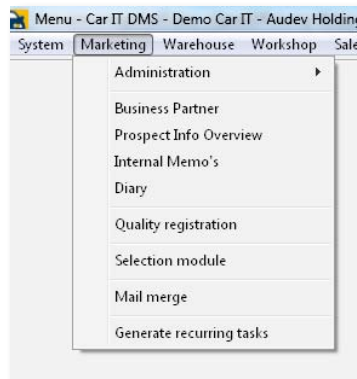 Menu - Car IT DMS - Demo Car IT - Audev Holding
System Marketing Warehouse Workshop Sale
Administration
Business Partner
Prospect Info Overview
Internal Memo's
Diary
Quality registration
Selection module
Mail merge
Generate recurring tasks